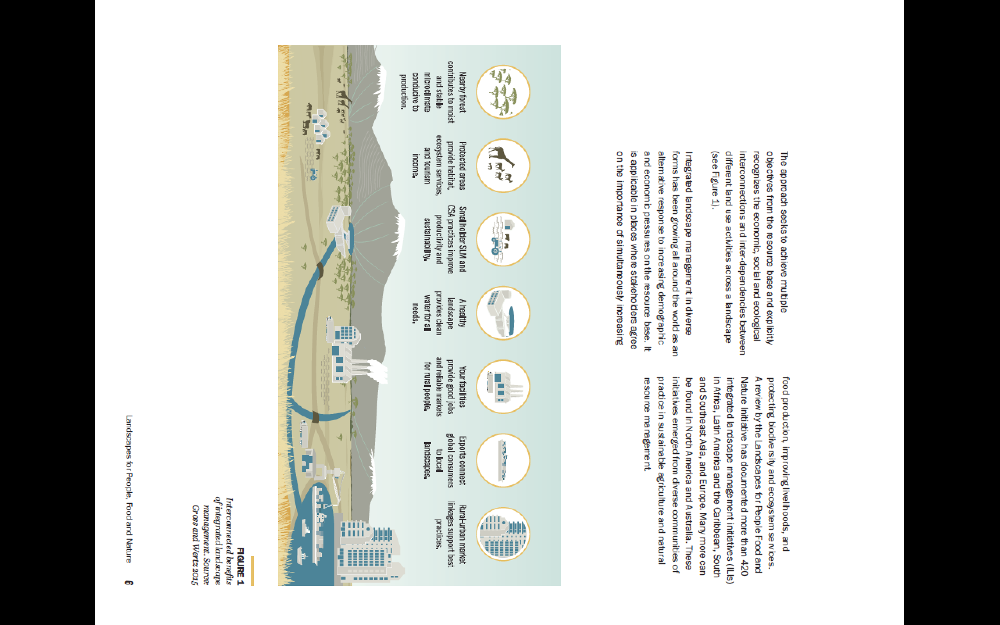 The approach seeks to achieve multiple
objectives from the resource base and explicitly
recognizes the economic, social and ecological
interconnections and inter-dependencies between
different land use activities across a landscape
(see Figure 1).
Integrated landscape management in diverse
forms has been growing all around the world as an
alternative response to increasing demographic
and economic pressures on the resource base. It
is applicable in places where stakeholders agree
on the importance of simultaneously increasing
food production, improving livelihoods, and
protecting biodiversity and ecosystem services.
A review by the Landscapes for People Food and
Nature Initiative has documented more than 420
integrated landscape management initiatives (ILIs)
in Africa, Latin America and the Caribbean, South
and Southeast Asia, and Europe. Many more can
be found in North America and Australia. These
initiatives emerged from diverse communities of
practice in sustainable agriculture and natural
resource management.
Nearby forest
contributes to moist
and stable
microclimate
conducive to
production.
Protected areas
provide habitat,
ecosystem services,
and tourism
income.
Smallholder SLM and
CSA practices improve
productivity and
sustainability.
A healthy
landscape
provides clean
water for all
needs.
Your facilities
provide good jobs
and reliable markets
for rural people.
Exports connect
global consumers
to local
landscapes.
Rural-urban market
linkages support best
practices.
FIGURE 1
Interconnected benefits
of integrated landscape
management. Source:
Gross and Wertz 2015
Landscapes for People, Food and Nature 6